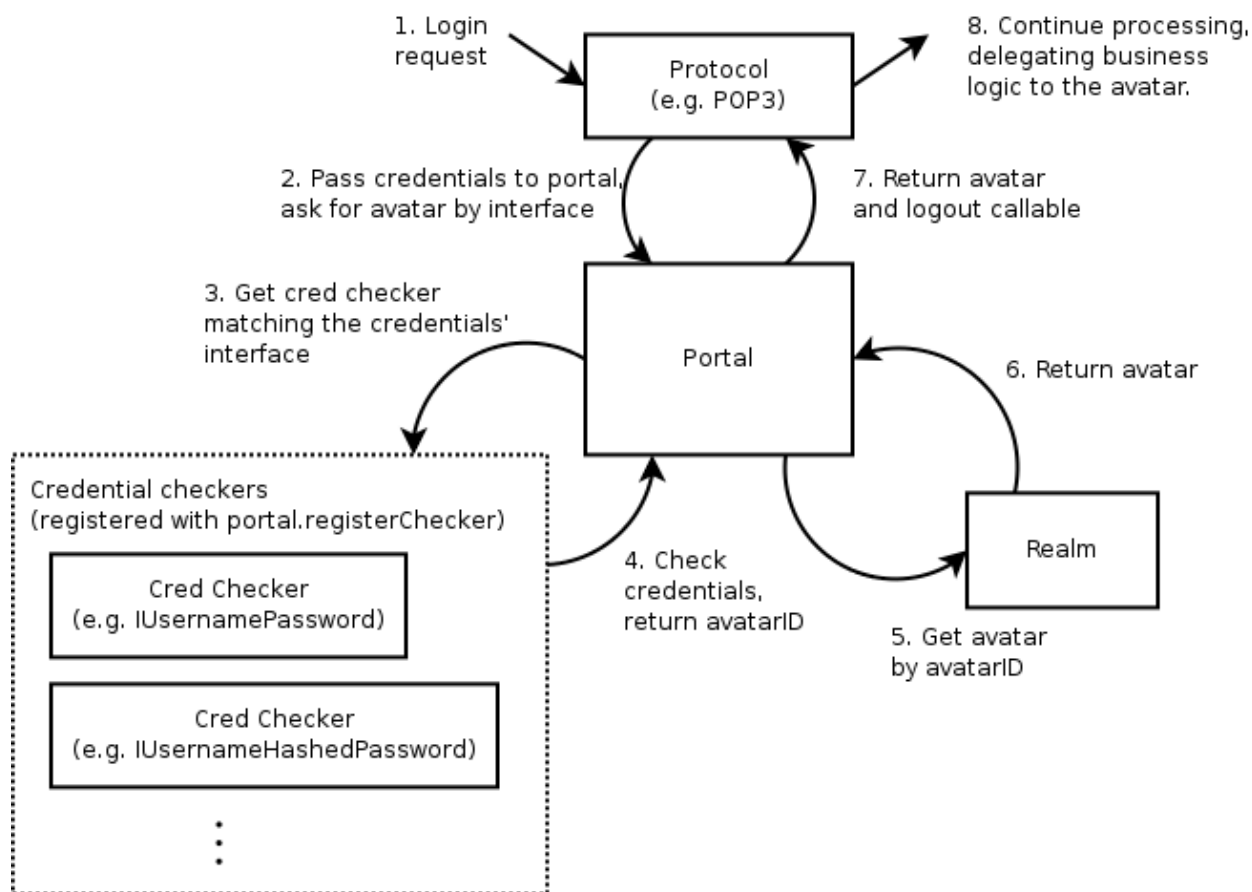 1. Login
request
Protocol
(e.g. POP3)
8. Continue processing,
delegating business
logic to the avatar.
2. Pass credentials to portal,
ask for avatar by interface
7. Return avatar
and logout callable
3. Get cred checker
matching the credentials'
interface
Portal
6. Return avatar
Credential checkers
(registered with portal.registerChecker)
Cred Checker
(e.g. IUsernamePassword)
Cred Checker
(e.g. IUsernameHashedPassword)
4. Check
credentials,
return avatarID
Realm
5. Get avatar
by avatarID